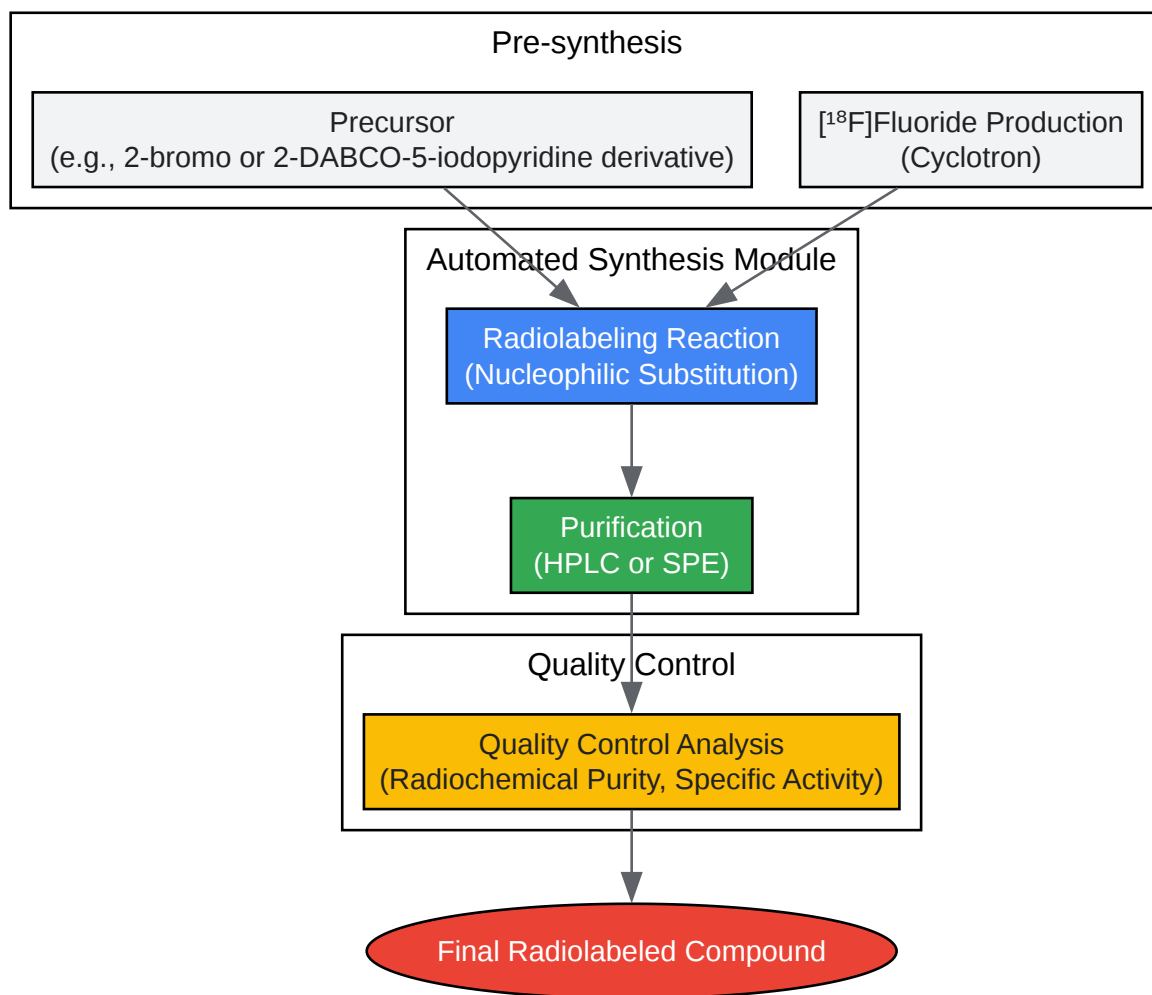 Pre-synthesis
Precursor
(e.g., 2-bromo or 2-DABCO-5-iodopyridine derivative)
[¹⁸F]Fluoride Production
(Cyclotron)
Automated Synthesis Module
Radiolabeling Reaction
(Nucleophilic Substitution)
Purification
(HPLC or SPE)
Quality Control
Quality Control Analysis
(Radiochemical Purity, Specific Activity)
Final Radiolabeled Compound